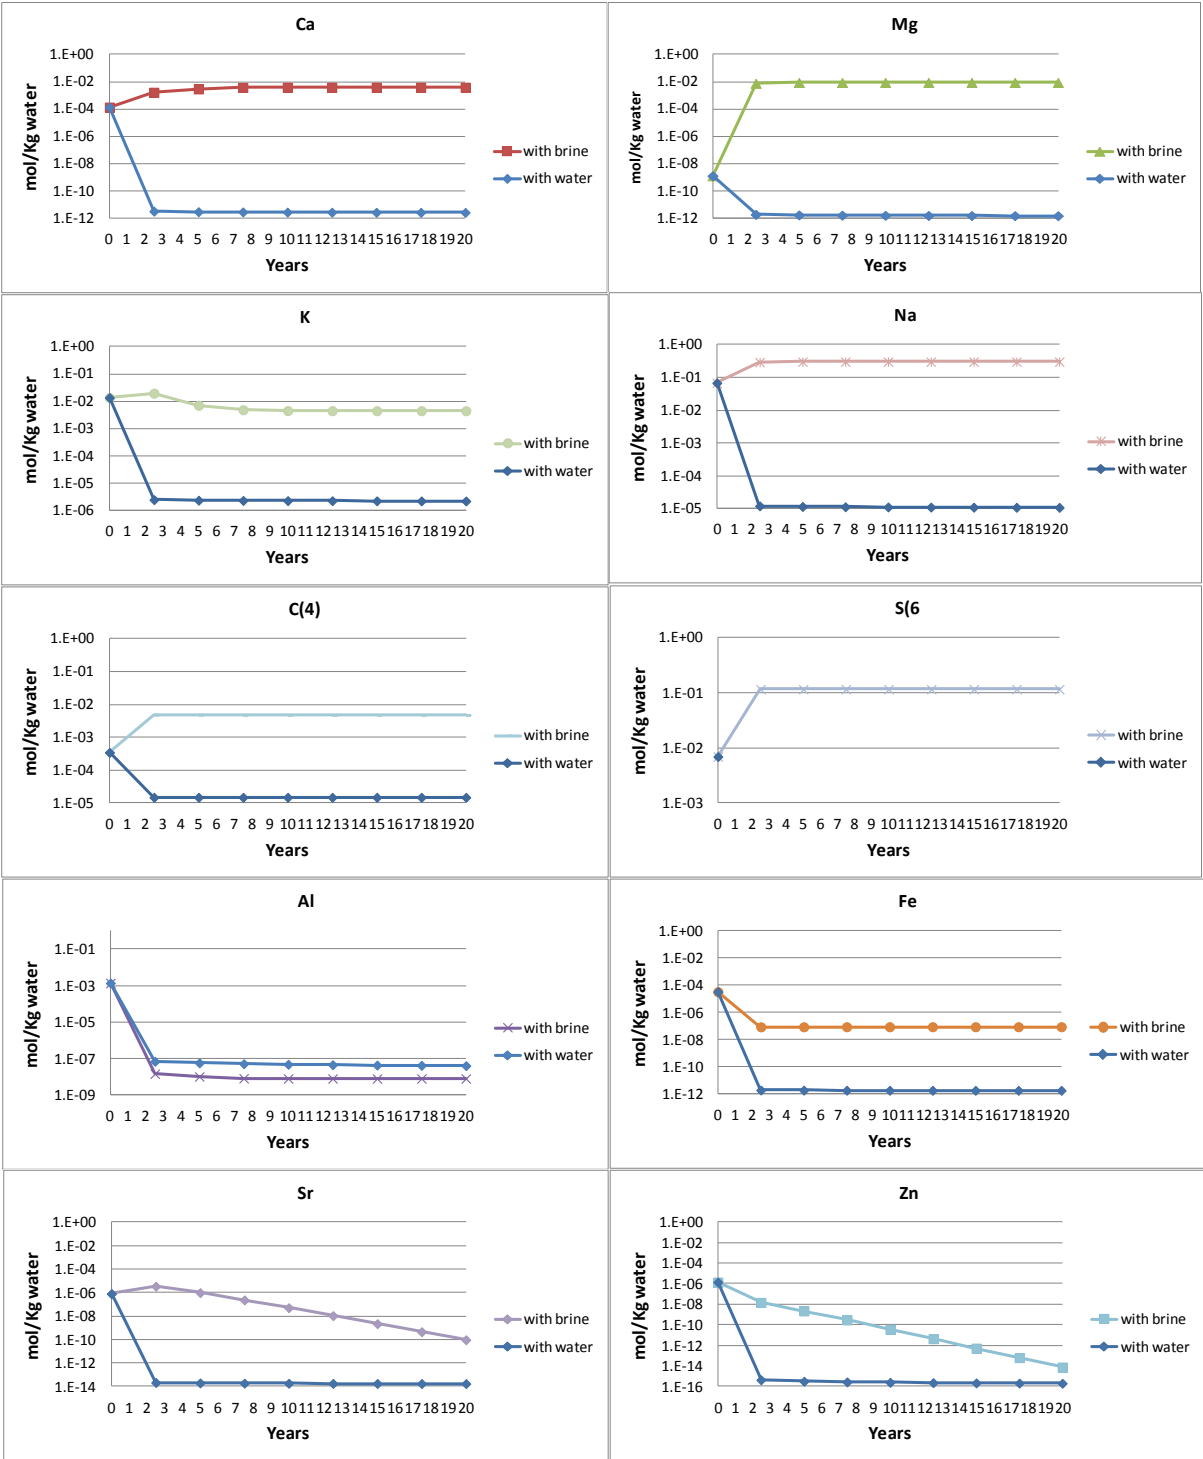 Ca
1.E+00
1.E-02
1.E-04
1.E-06
1.E-08
1.E-10
1.E-12
mol/Kg water
0 1 2 3 4 5 6 7 8 9 10 11 12 13 14 15 16 17 18 19 20
Years
with brine
with water
Mg
1.E+00
1.E-02
1.E-04
1.E-06
1.E-08
1.E-10
1.E-12
mol/Kg water
0 1 2 3 4 5 6 7 8 9 10 11 12 13 14 15 16 17 18 19 20
Years
with brine
with water
K
1.E+00
1.E-01
1.E-02
1.E-03
1.E-04
1.E-05
1.E-06
mol/Kg water
0 1 2 3 4 5 6 7 8 9 10 11 12 13 14 15 16 17 18 19 20
Years
with brine
with water
Na
1.E+00
1.E-01
1.E-02
1.E-03
1.E-04
1.E-05
mol/Kg water
0 1 2 3 4 5 6 7 8 9 10 11 12 13 14 15 16 17 18 19 20
Years
with brine
with water
C(4)
1.E+00
1.E-01
1.E-02
1.E-03
1.E-04
1.E-05
mol/Kg water
0 1 2 3 4 5 6 7 8 9 10 11 12 13 14 15 16 17 18 19 20
Years
with brine
with water
S(6
1.E+00
1.E-01
1.E-02
1.E-03
mol/Kg water
0 1 2 3 4 5 6 7 8 9 10 11 12 13 14 15 16 17 18 19 20
Years
with brine
with water
Al
1.E-01
1.E-03
1.E-05
1.E-07
1.E-09
mol/Kg water
0 1 2 3 4 5 6 7 8 9 10 11 12 13 14 15 16 17 18 19 20
Years
with brine
with water
Fe
1.E+00
1.E-02
1.E-04
1.E-06
1.E-08
1.E-10
1.E-12
mol/Kg water
0 1 2 3 4 5 6 7 8 9 10 11 12 13 14 15 16 17 18 19 20
Years
with brine
with water
Sr
1.E+00
1.E-02
1.E-04
1.E-06
1.E-08
1.E-10
1.E-12
1.E-14
mol/Kg water
0 1 2 3 4 5 6 7 8 9 10 11 12 13 14 15 16 17 18 19 20
Years
with brine
with water
Zn
1.E+00
1.E-02
1.E-04
1.E-06
1.E-08
1.E-10
1.E-12
1.E-14
1.E-16
mol/Kg water
0 1 2 3 4 5 6 7 8 9 10 11 12 13 14 15 16 17 18 19 20
Years
with brine
with water